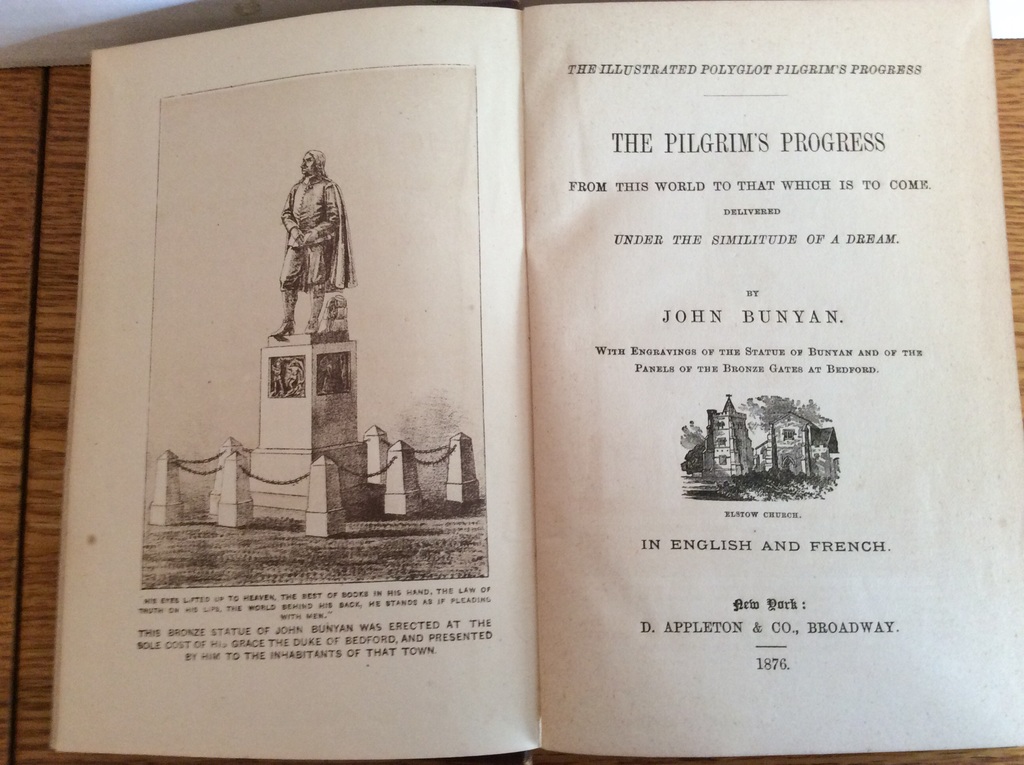 HIS EYES LIFTED UP TO HEAVEN, THE BEST OF BOOKS IN HIS HAND, THE LAW OF
TRUTH ON HIS LIPS, THE WORLD BEHIND HIS BACK, HE STANDS AS IF PLEADING
WITH MEN."
THIS BRONZE STATUE OF JOHN BUNYAN WAS ERECTED AT THE
SOLE COST OF HIS GRACE THE DUKE OF BEDFORD, AND PRESENTED
BY HIM TO THE INHABITANTS OF THAT TOWN.
THE ILLUSTRATED POLYGLOT PILGRIM'S PROGRESS
THE PILGRIM'S PROGRESS
FROM THIS WORLD TO THAT WHICH IS TO COME.
DELIVERED
UNDER THE SIMILITUDE OF A DREAM.
BY
JOHN BUNYAN.
With Engravings of the Statue of Bunyan and of the
Panels of the Bronze Gates at Bedford.
ELSTOW CHURCH.
IN ENGLISH AND FRENCH.
New York:
D. APPLETON & CO., BROADWAY.
1876.